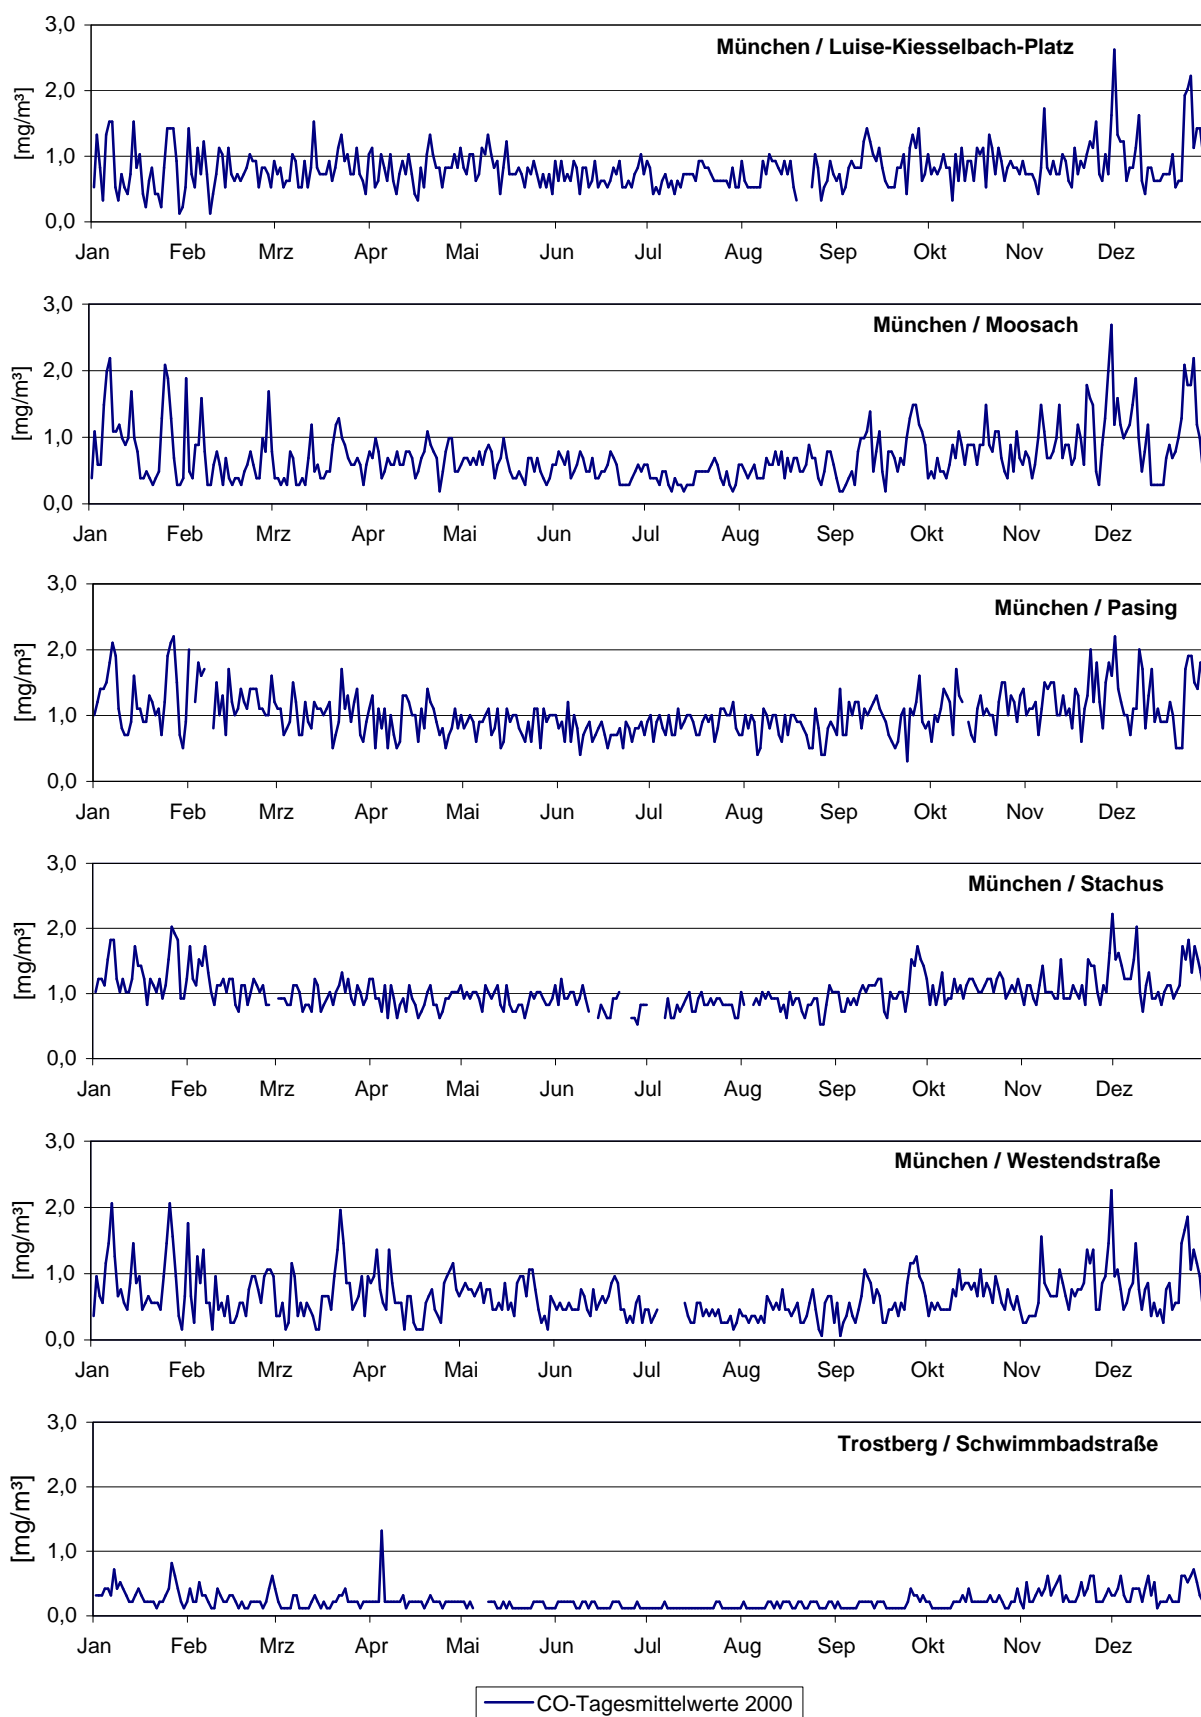 3,0
München / Luise-Kiesselbach-Platz
2,0
[mg/m³]
1,0
0,0
Jan Feb Mrz Apr Mai Jun Jul Aug Sep Okt Nov Dez
3,0
München / Moosach
2,0
[mg/m³]
1,0
0,0
Jan Feb Mrz Apr Mai Jun Jul Aug Sep Okt Nov Dez
3,0
München / Pasing
2,0
[mg/m³]
1,0
0,0
Jan Feb Mrz Apr Mai Jun Jul Aug Sep Okt Nov Dez
3,0
München / Stachus
2,0
[mg/m³]
1,0
0,0
Jan Feb Mrz Apr Mai Jun Jul Aug Sep Okt Nov Dez
3,0
München / Westendstraße
2,0
[mg/m³]
1,0
0,0
Jan Feb Mrz Apr Mai Jun Jul Aug Sep Okt Nov Dez
3,0
Trostberg / Schwimmbadstraße
2,0
[mg/m³]
1,0
0,0
Jan Feb Mrz Apr Mai Jun Jul Aug Sep Okt Nov Dez
CO-Tagesmittelwerte 2000